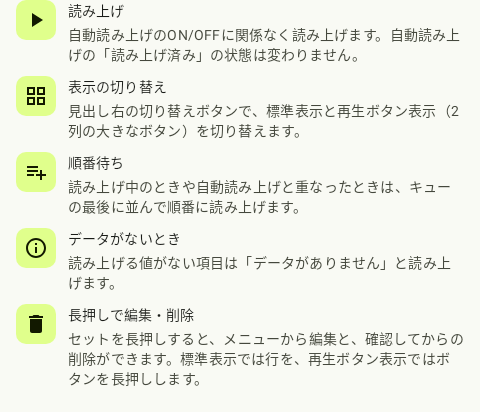 読み上げ
自動読み上げのON/OFFに関係なく読み上げます。自動読み上
げの「読み上げ済み」の状態は変わりません。
表示の切り替え
見出し右の切り替えボタンで、標準表示と再生ボタン表示（2
列の大きなボタン）を切り替えます。
順番待ち
読み上げ中のときや自動読み上げと重なったときは、キュー
の最後に並んで順番に読み上げます。
データがないとき
読み上げる値がない項目は「データがありません」と読み上
げます。
長押しで編集・削除
セットを長押しすると、メニューから編集と、確認してからの
削除ができます。標準表示では行を、再生ボタン表示ではボ
タンを長押しします。